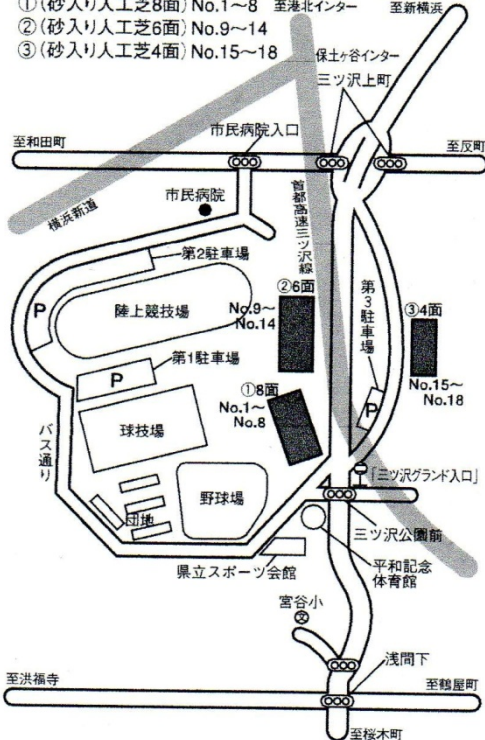 ①(砂入り人工芝8面) No.1〜8
②(砂入り人工芝6面) No.9〜14
③(砂入り人工芝4面) No.15〜18
至港北インター
至新横浜
保土ヶ谷インター
三ツ沢上町
至和田町
市民病院入口
至反町
市民病院
横浜新道
首都高速三ツ沢線
第2駐車場
陸上競技場
②6面
No.9〜
No.14
第3駐車場
③4面
No.15〜
No.18
P
第1駐車場
P
①8面
No.1〜
No.8
P
バス通り
球技場
野球場
団地
「三ツ沢グランド入口」
三ツ沢公園前
県立スポーツ会館
平和記念
体育館
宮谷小
文
浅間下
至洪福寺
至鶴屋町
至桜木町